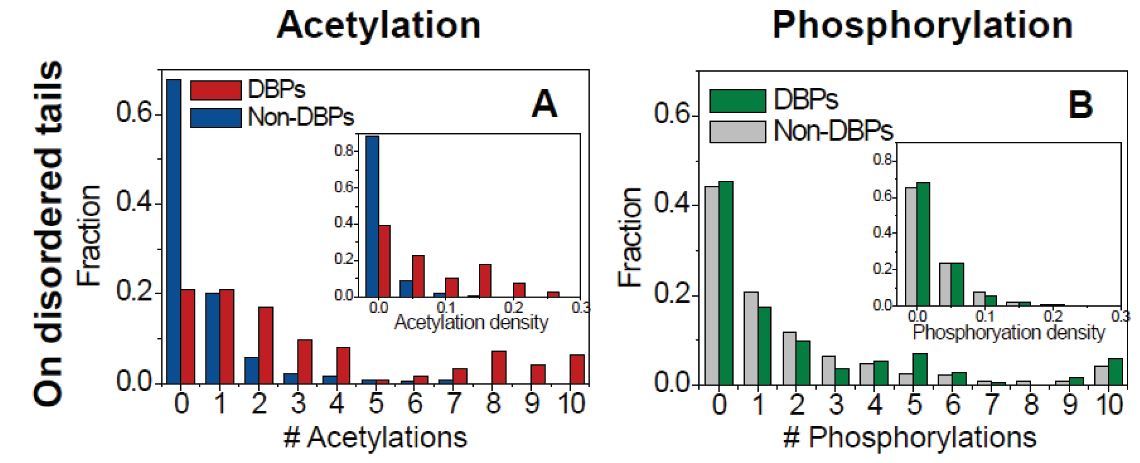 Acetylation
Phosphorylation
On disordered tails
Fraction
0.6
0.4
0.2
0.0
DBPs
Non-DBPs
A
0.8
0.6
0.4
0.2
0.0
0.0 0.1 0.2 0.3
Acetylation density
0 1 2 3 4 5 6 7 8 9 10
# Acetylations
Fraction
0.6
0.4
0.2
0.0
DBPs
Non-DBPs
B
0.8
0.6
0.4
0.2
0.0
0.0 0.1 0.2 0.3
Phosphoryation density
0 1 2 3 4 5 6 7 8 9 10
# Phosphorylations